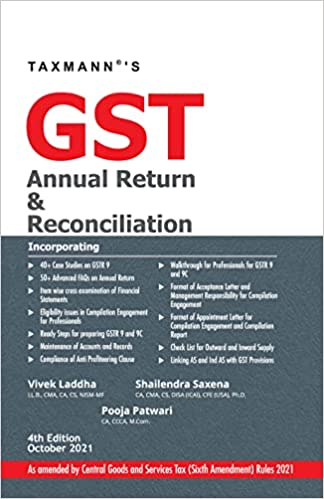 TAXMANN®'S
GST
Annual Return
&
Reconciliation
Incorporating
40+ Case Studies on GSTR 9
50+ Advanced FAQs on Annual Return
Item wise cross examination of Financial
Statements
Eligibility issues in Compilation Engagement
for Professionals
Ready Steps for preparing GSTR 9 and 9C
Maintenance of Accounts and Records
Compliance of Anti Profiteering Clause
Walkthrough for Professionals for GSTR 9
and 9C
Format of Acceptance Letter and
Management Responsibility for Compilation
Engagement
Format of Appointment Letter for
Compilation Engagement and Compilation
Report
Check List for Outward and Inward Supply
Linking AS and Ind AS with GST Provisions
Vivek Laddha
LL.B., CMA, CA, CS, NISM-MF
Shailendra Saxena
CA, CMA, CS, DISA (ICAI), CFE (USA), Ph.D.
Pooja Patwari
CA, CCCA, M.Com.
4th Edition
October 2021
As amended by Central Goods and Services Tax (Sixth Amendment) Rules 2021